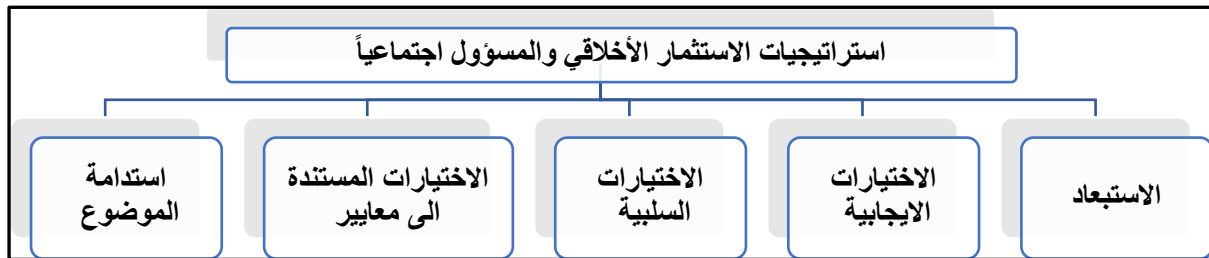 استراتيجيات الاستثمار الأخلاقي والمسؤول اجتماعياً
الاستبعاد
الاختيارات
الايجابية
الاختيارات
السلبية
الاختيارات المستندة
الى معايير
استدامة
الموضوع